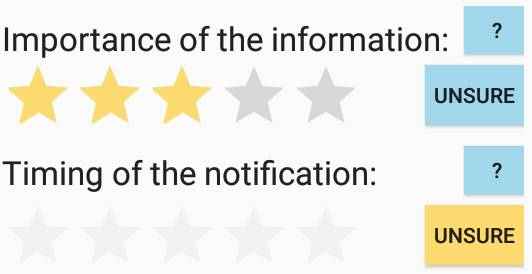 Importance of the information:
?
UNSURE
Timing of the notification:
?
UNSURE